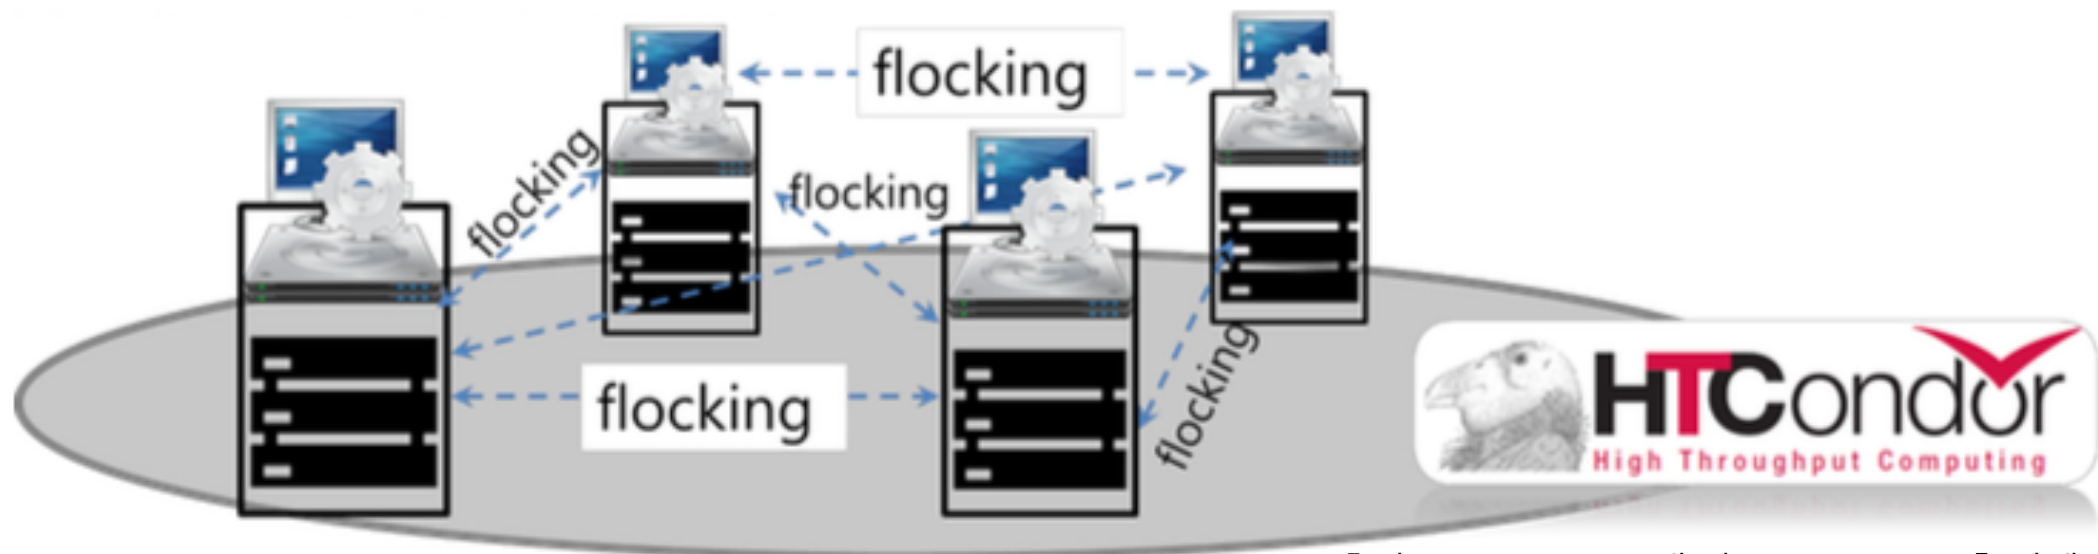 flocking
flocking
flocking
flocking
flocking
HTCondor
High Throughput Computing